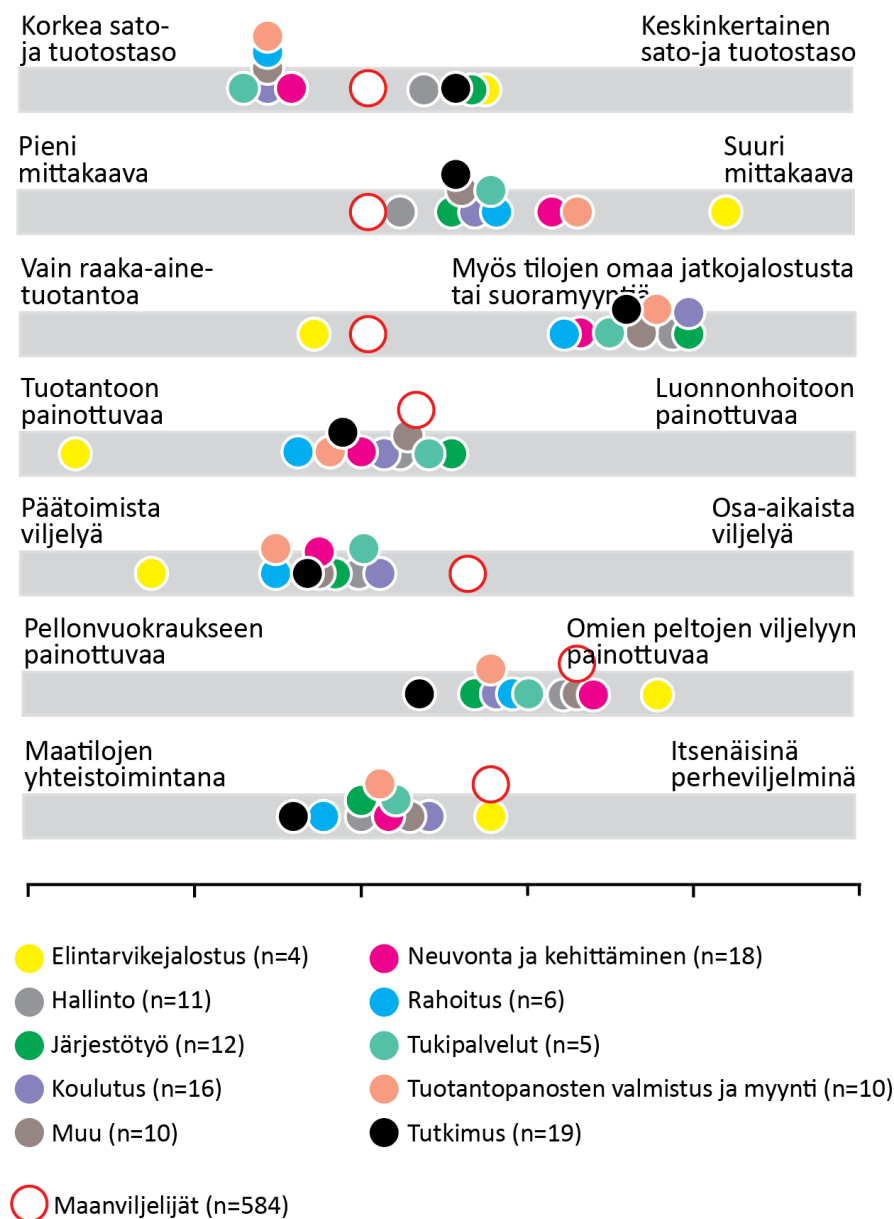 Korkea sato-
ja tuotostaso
Keskinkertainen
sato-ja tuotostaso
Pieni
mittakaava
Suuri
mittakaava
Vain raaka-aine-
tuotantoa
Myös tilojen omaa jatkojalostusta
tai suoramyyntiä
Tuotantoon
painottuvaa
Luonnonhoitoon
painottuvaa
Päätoimista
viljelyä
Osa-aikaista
viljelyä
Pellonvuokraukseen
painottuvaa
Omien peltojen viljelyyn
painottuvaa
Maatilojen
yhteistoimintana
Itsenäisinä
perheviljelminä
Elintarvikejalostus (n=4)
Hallinto (n=11)
Järjestötyö (n=12)
Koulutus (n=16)
Muu (n=10)
Neuvonta ja kehittäminen (n=18)
Rahoitus (n=6)
Tukipalvelut (n=5)
Tuotantopanosten valmistus ja myynti (n=10)
Tutkimus (n=19)
Maanviljelijät (n=584)